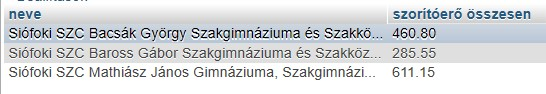 neve szorítóerő összesen
Siófoki SZC Bacsák György Szakgimnáziuma és Szakkö... 460.80
Siófoki SZC Baross Gábor Szakgimnáziuma és Szakköz... 285.55
Siófoki SZC Mathiász János Gimnáziuma, Szakgimnázi... 611.15